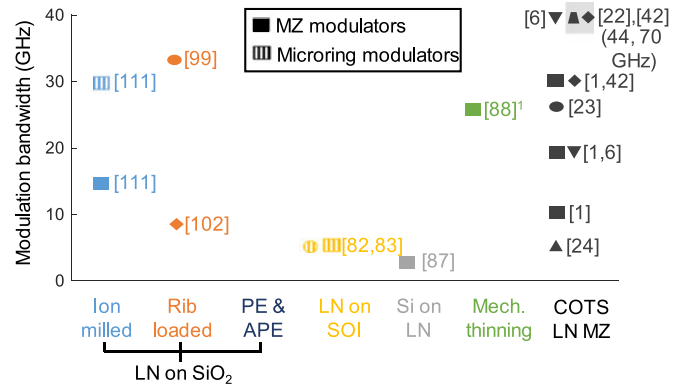 40
30
20
10
0
Modulation bandwidth (GHz)
MZ modulators
Microring modulators
[6]
[22],[42]
(44, 70
GHz)
[111]
[99]
[88]¹
[1,42]
[23]
[1,6]
[111]
[102]
[82,83]
[87]
[1]
[24]
Ion
milled
Rib
loaded
PE &
APE
LN on
SOI
Si on
LN
Mech.
thinning
COTS
LN MZ
LN on SiO₂